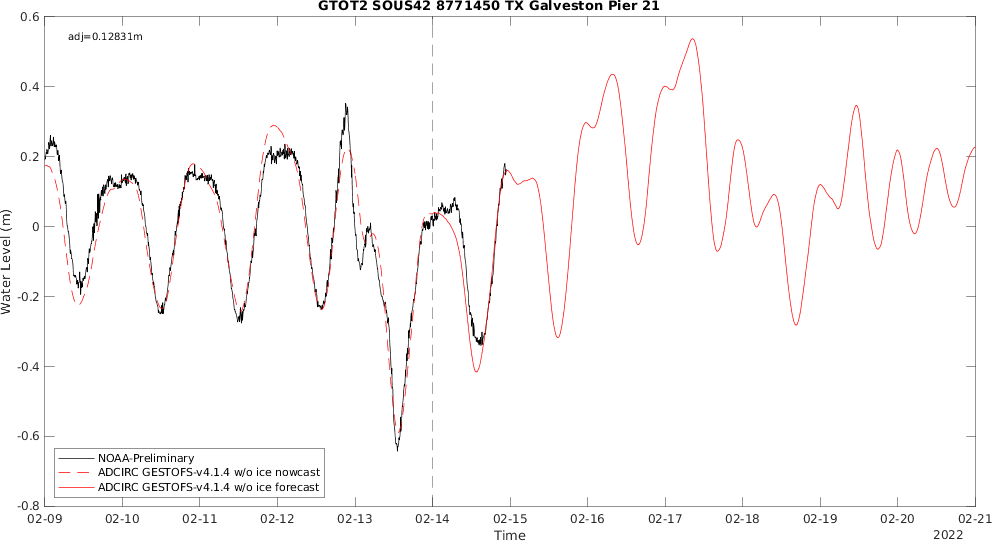 GTOT2 SOUS42 8771450 TX Galveston Pier 21
adj=0.12831m
0.6
0.4
0.2
0
-0.2
-0.4
-0.6
-0.8
Water Level (m)
NOAA-Preliminary
ADCIRC GESTOFS-v4.1.4 w/o ice nowcast
ADCIRC GESTOFS-v4.1.4 w/o ice forecast
02-09 02-10 02-11 02-12 02-13 02-14 02-15 02-16 02-17 02-18 02-19 02-20 02-21
Time
2022